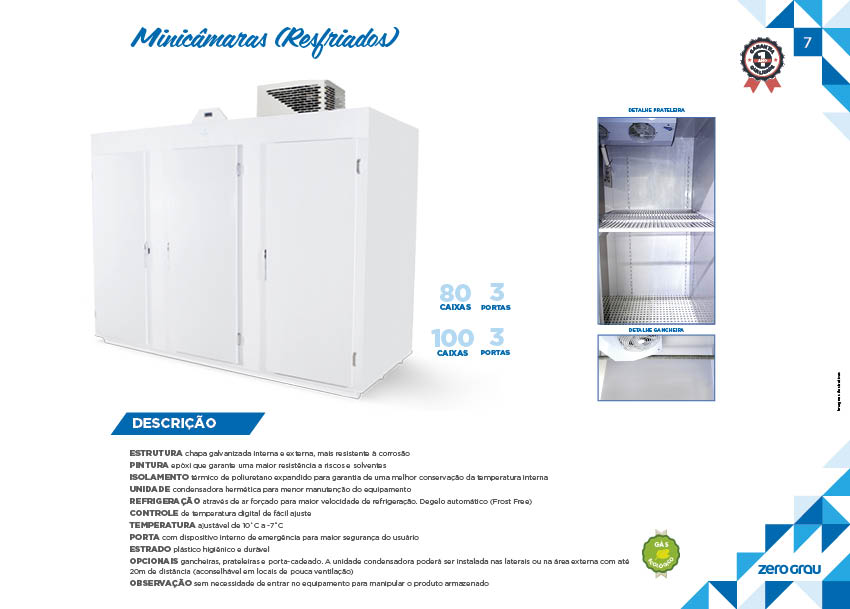 Minicâmaras (Resfriados)
7
GARANTIA
1
ANO
DETALHE PRATELEIRA
80 CAIXAS 3 PORTAS
100 CAIXAS 3 PORTAS
DETALHE GANCHEIRA
DESCRIÇÃO
ESTRUTURA chapa galvanizada interna e externa, mais resistente à corrosão
PINTURA epóxi que garante uma maior resistência a riscos e solventes
ISOLAMENTO térmico de poliuretano expandido para garantia de uma melhor conservação da temperatura interna
UNIDADE condensadora hermética para menor manutenção do equipamento
REFRIGERAÇÃO através de ar forçado para maior velocidade de refrigeração. Degelo automático (Frost Free)
CONTROLE de temperatura digital de fácil ajuste
TEMPERATURA ajustável de 10°C a -7°C
PORTA com dispositivo interno de emergência para maior segurança do usuário
ESTRADO plástico higiênico e durável
OPCIONAIS gancheiras, prateleiras e porta-cadeado. A unidade condensadora poderá ser instalada nas laterais ou na área externa com até
20m de distância (aconselhável em locais de pouca ventilação)
OBSERVAÇÃO sem necessidade de entrar no equipamento para manipular o produto armazenado
GÁS
ECOLÓGICO
zero grau